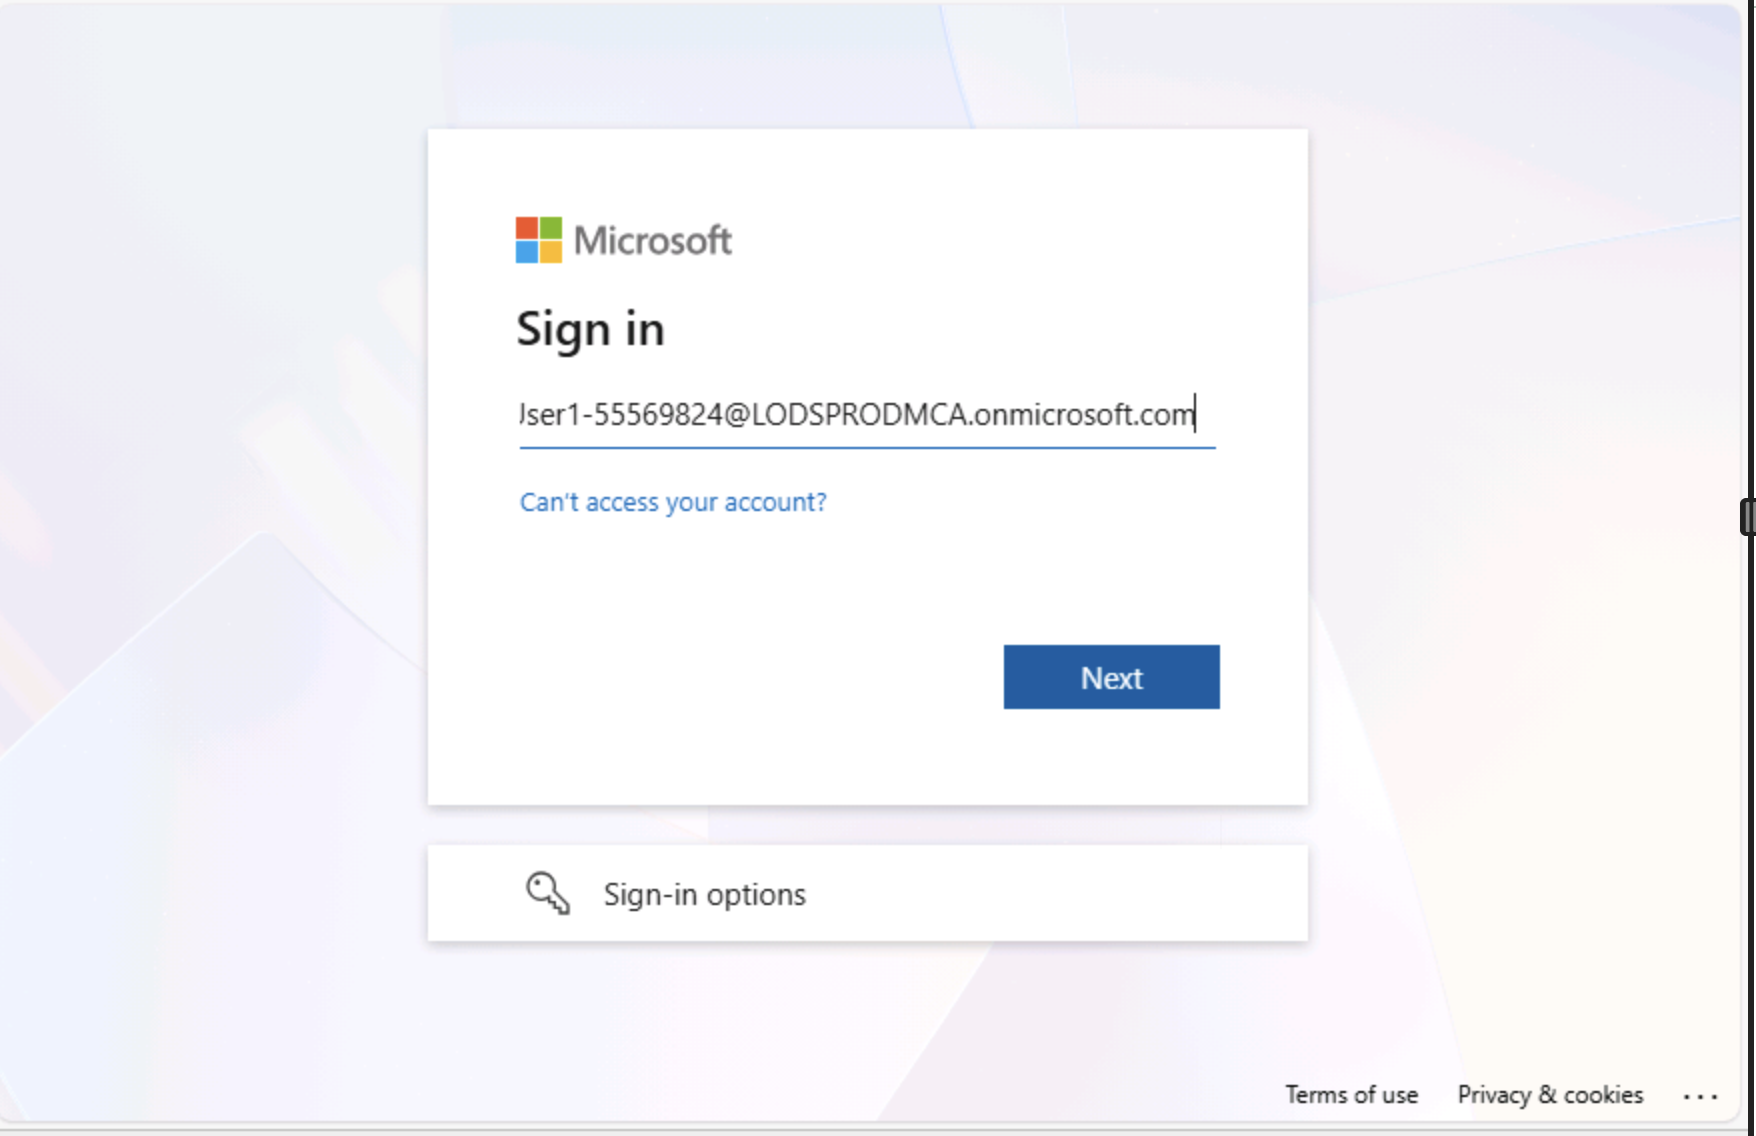 Microsoft
Sign in
User1-55569824@LODSPRODMCA.onmicrosoft.com
Can't access your account?
Next
Sign-in options
Terms of use Privacy & cookies ...